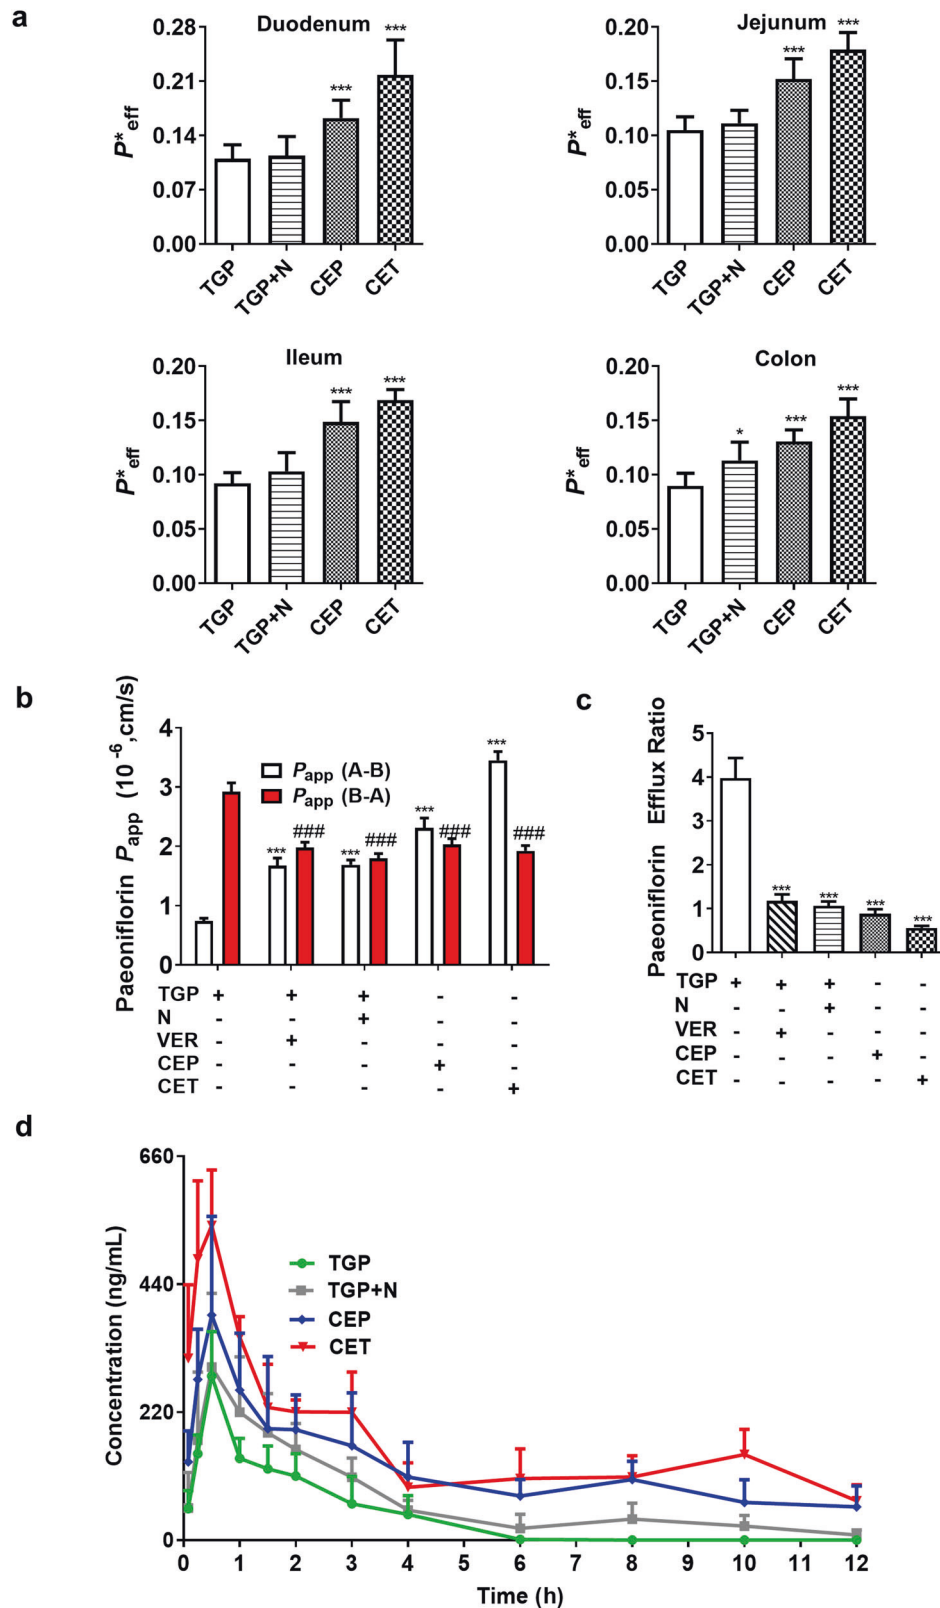 a
Duodenum
0.28
0.21
0.14
0.07
0.00
P*eff
***
***
TGP
TGP+N
CEP
CET
Jejunum
0.20
0.15
0.10
0.05
0.00
P*eff
***
***
TGP
TGP+N
CEP
CET
Ileum
0.20
0.15
0.10
0.05
0.00
P*eff
***
***
TGP
TGP+N
CEP
CET
Colon
0.20
0.15
0.10
0.05
0.00
P*eff
*
***
***
TGP
TGP+N
CEP
CET
b
Paeoniflorin Papp (10⁻⁶,cm/s)
4
3
2
1
0
Papp (A-B)
Papp (B-A)
*** ###
*** ###
*** ###
*** ###
TGP + + + - -
N - - + - -
VER - + - - -
CEP - - - + -
CET - - - - +
c
Paeoniflorin Efflux Ratio
5
4
3
2
1
0
***
***
***
***
TGP + + + - -
N - - + - -
VER - + - - -
CEP - - - + -
CET - - - - +
d
Concentration (ng/mL)
660
440
220
0
TGP
TGP+N
CEP
CET
0 1 2 3 4 5 6 7 8 9 10 11 12
Time (h)